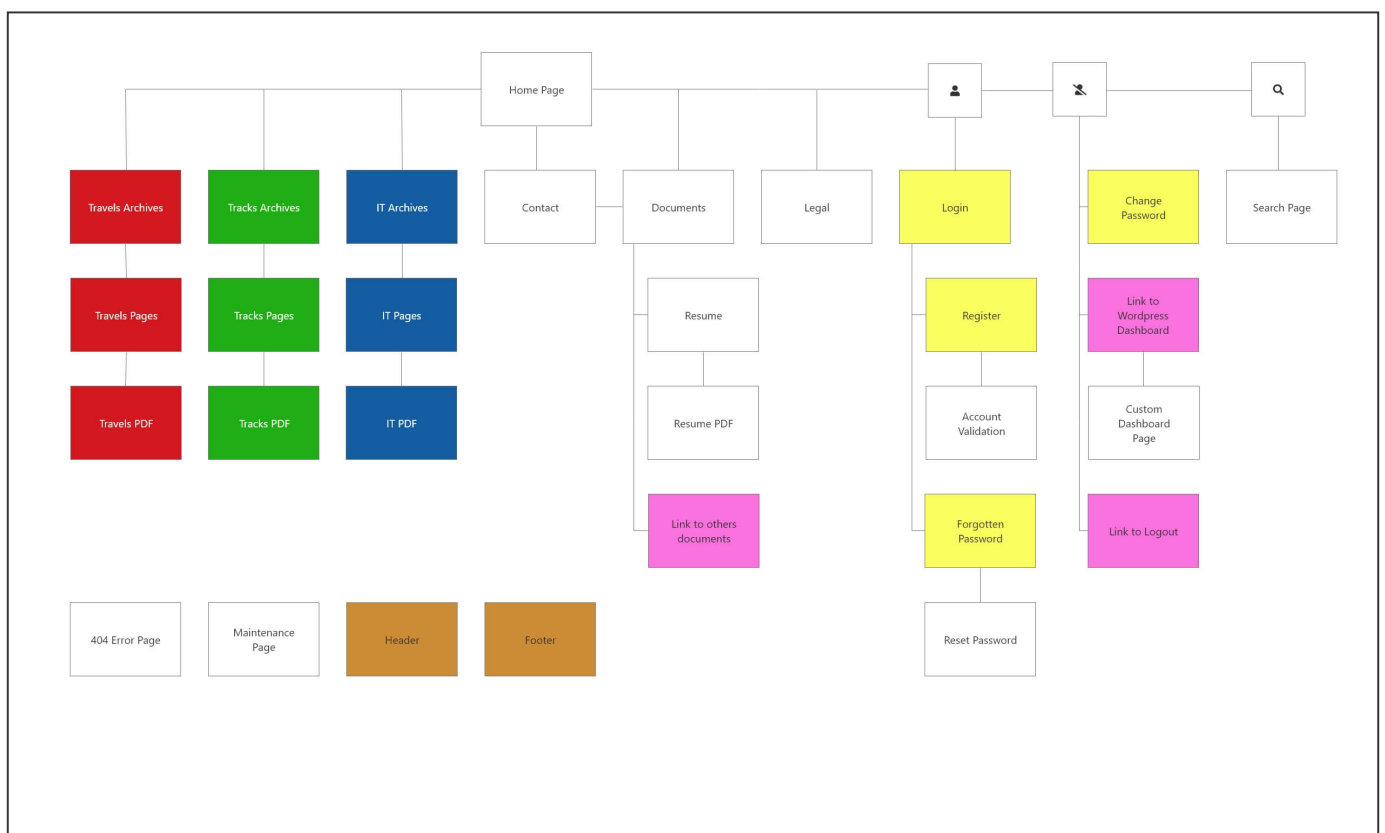 Home Page
Travels Archives
Tracks Archives
IT Archives
Contact
Documents
Legal
Login
Change
Password
Search Page
Travels Pages
Tracks Pages
IT Pages
Resume
Register
Link to
Wordpress
Dashboard
Travels PDF
Tracks PDF
IT PDF
Resume PDF
Account
Validation
Custom
Dashboard
Page
Link to others
documents
Forgotten
Password
Link to Logout
404 Error Page
Maintenance
Page
Header
Footer
Reset Password